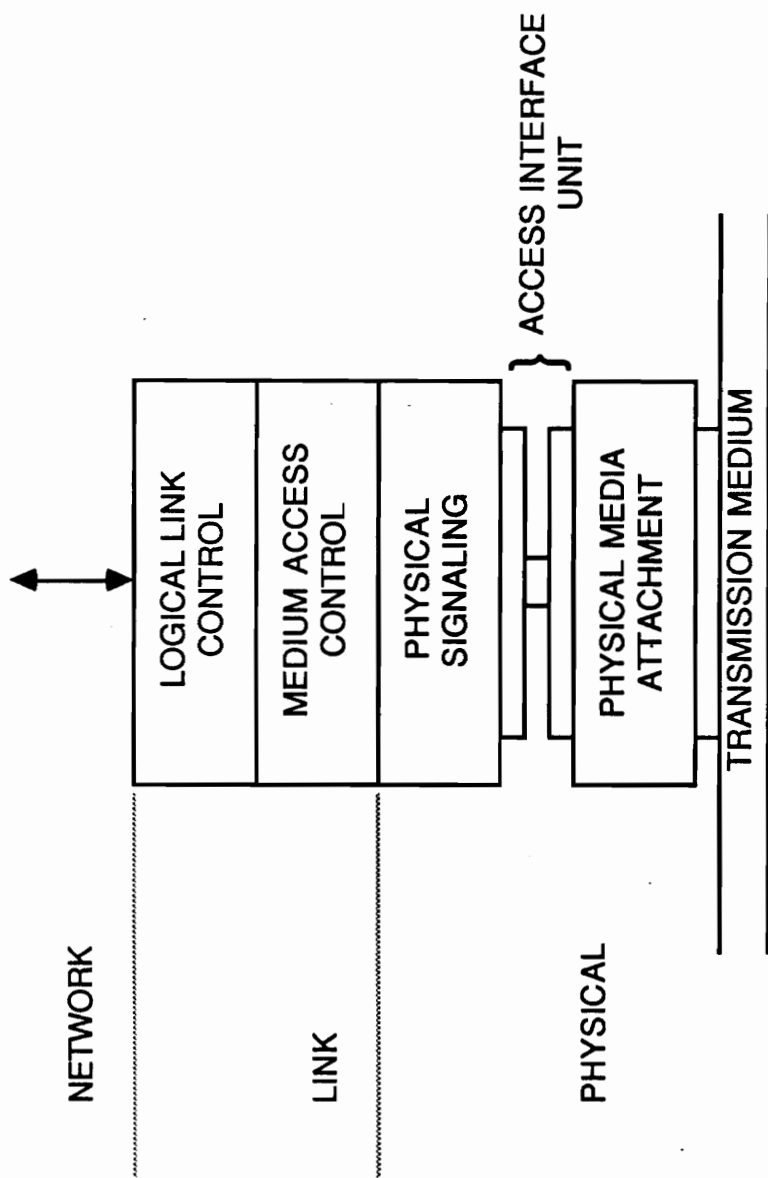 NETWORK
LOGICAL LINK
CONTROL
LINK
MEDIUM ACCESS
CONTROL
PHYSICAL
SIGNALING
ACCESS INTERFACE
UNIT
PHYSICAL
PHYSICAL MEDIA
ATTACHMENT
TRANSMISSION MEDIUM